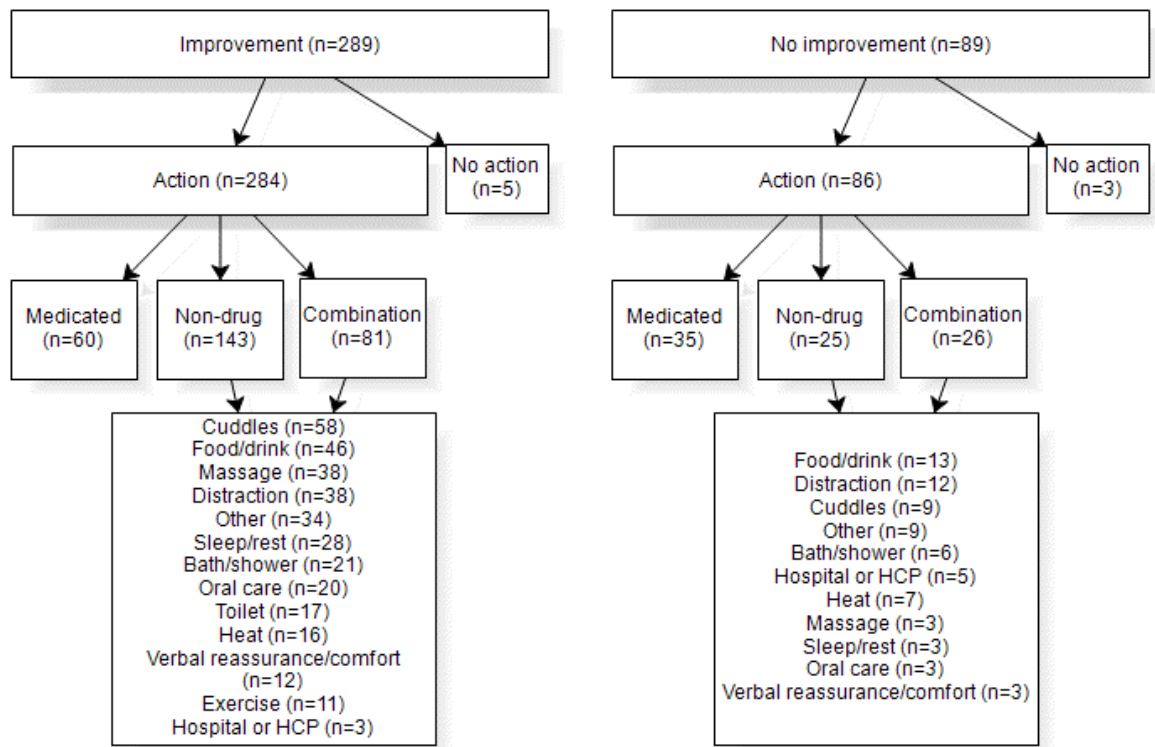 Improvement (n=289)
No improvement (n=89)
Action (n=284)
No action
(n=5)
Action (n=86)
No action
(n=3)
Medicated
(n=60)
Non-drug
(n=143)
Combination
(n=81)
Medicated
(n=35)
Non-drug
(n=25)
Combination
(n=26)
Cuddles (n=58)
Food/drink (n=46)
Massage (n=38)
Distraction (n=38)
Other (n=34)
Sleep/rest (n=28)
Bath/shower (n=21)
Oral care (n=20)
Toilet (n=17)
Heat (n=16)
Verbal reassurance/comfort
(n=12)
Exercise (n=11)
Hospital or HCP (n=3)
Food/drink (n=13)
Distraction (n=12)
Cuddles (n=9)
Other (n=9)
Bath/shower (n=6)
Hospital or HCP (n=5)
Heat (n=7)
Massage (n=3)
Sleep/rest (n=3)
Oral care (n=3)
Verbal reassurance/comfort (n=3)